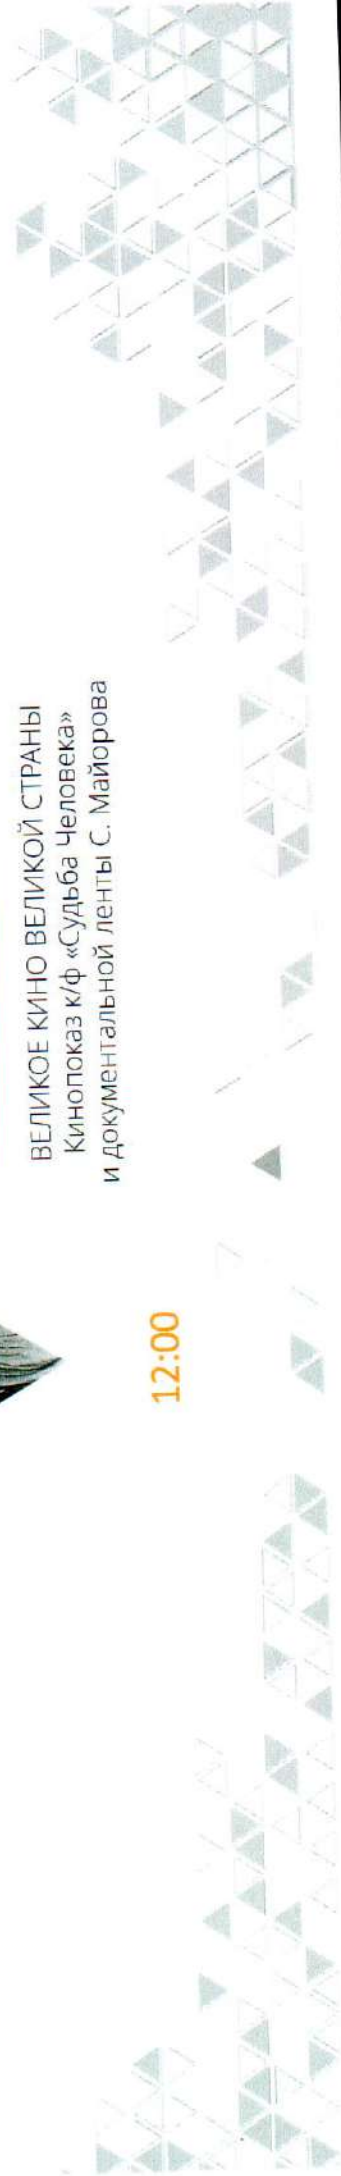 ВЕЛИКОЕ КИНО ВЕЛИКОЙ СТРАНЫ
Кинопоказ к/ф «Судьба Человека»
и документальной ленты С. Майорова
12:00